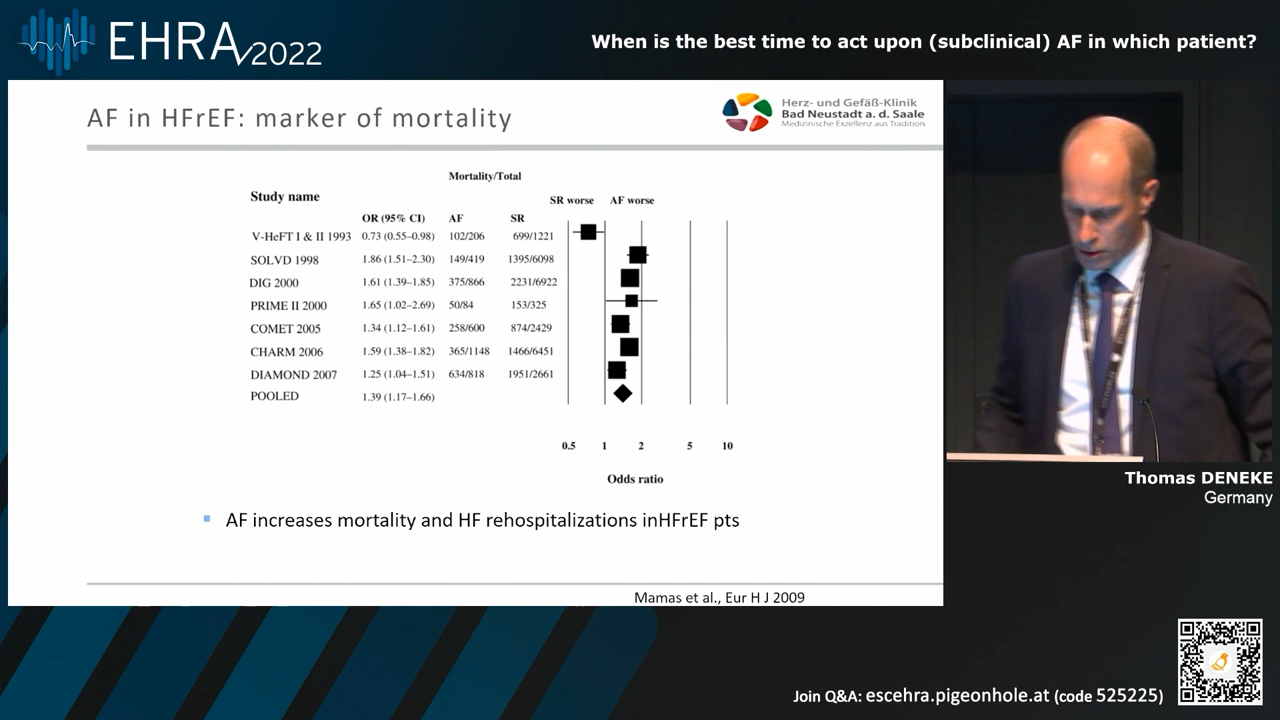 EHRA 2022
When is the best time to act upon (subclinical) AF in which patient?
AF in HFrEF: marker of mortality
Herz- und Gefäß-Klinik
Bad Neustadt a. d. Saale
Medizinische Exzellenz aus Tradition
Mortality/Total
Study name
SR worse AF worse
OR (95% CI) AF SR
V-HeFT I & II 1993 0.73 (0.55–0.98) 102/206 699/1221
SOLVD 1998 1.86 (1.51–2.30) 149/419 1395/6098
DIG 2000 1.61 (1.39–1.85) 375/866 2231/6922
PRIME II 2000 1.65 (1.02–2.69) 50/84 153/325
COMET 2005 1.34 (1.12–1.61) 258/600 874/2429
CHARM 2006 1.59 (1.38–1.82) 365/1148 1466/6451
DIAMOND 2007 1.25 (1.04–1.51) 634/818 1951/2661
POOLED 1.39 (1.17–1.66)
0.5 1 2 5 10
Odds ratio
AF increases mortality and HF rehospitalizations inHFrEF pts
Mamas et al., Eur H J 2009
Thomas DENEKE
Germany
Join Q&A: escehra.pigeonhole.at (code 525225)